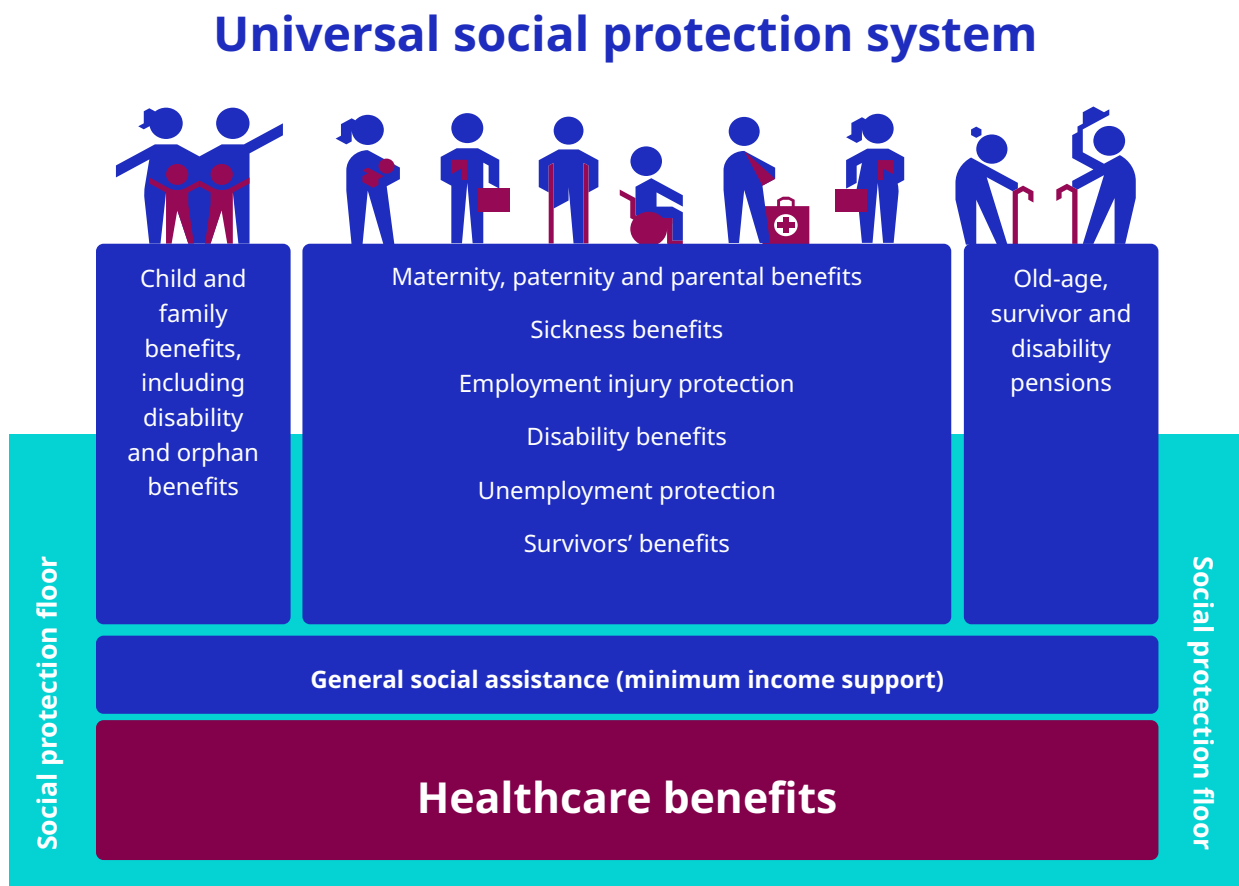 Universal social protection system
Child and
family
benefits,
including
disability
and orphan
benefits
Maternity, paternity and parental benefits
Sickness benefits
Employment injury protection
Disability benefits
Unemployment protection
Survivors’ benefits
Old-age,
survivor and
disability
pensions
Social protection floor
General social assistance (minimum income support)
Healthcare benefits
Social protection floor